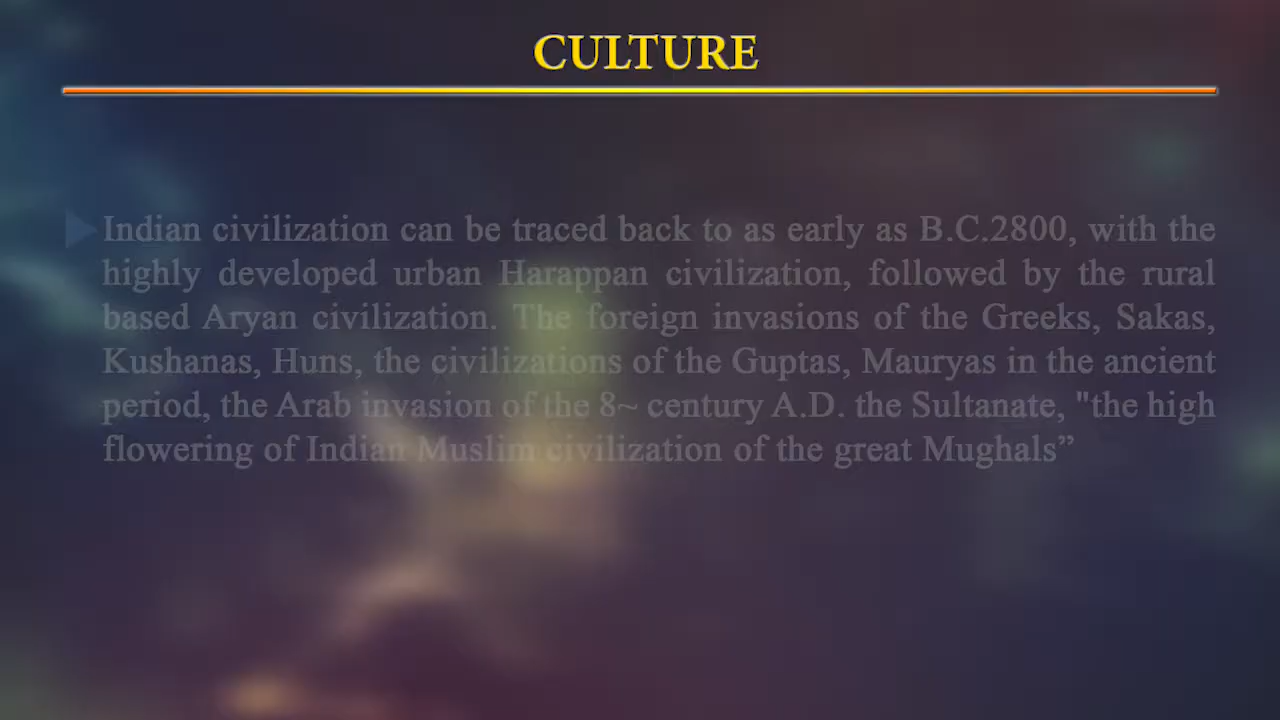 CULTURE
Indian civilization can be traced back to as early as B.C.2800, with the
highly developed urban Harappan civilization, followed by the rural
based Aryan civilization. The foreign invasions of the Greeks, Sakas,
Kushanas, Huns, the civilizations of the Guptas, Mauryas in the ancient
period, the Arab invasion of the 8~ century A.D. the Sultanate, "the high
flowering of Indian Muslim civilization of the great Mughals”